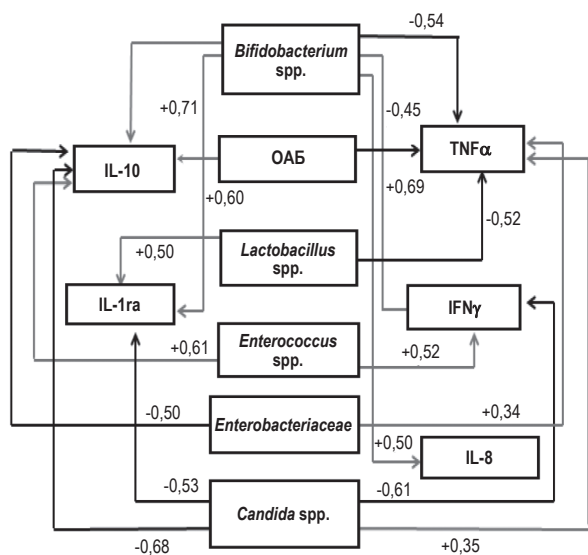 -0,54
Bifidobacterium
spp.
+0,71
-0,45
IL-10
ОАБ
TNFα
+0,60
+0,69
-0,52
+0,50
Lactobacillus
spp.
IL-1ra
IFNγ
Enterococcus
spp.
+0,61
+0,52
-0,50
Enterobacteriaceae
+0,34
+0,50
IL-8
-0,53
-0,61
Candida spp.
-0,68
+0,35